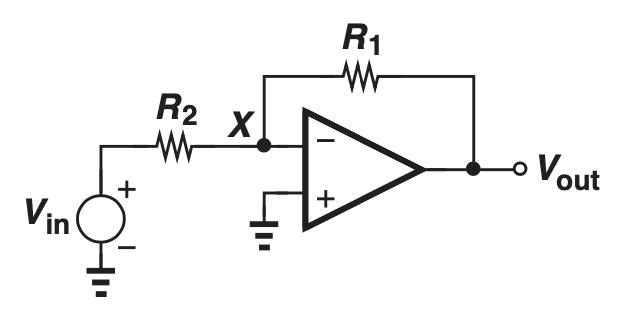 R1
R2
X
−
+
Vout
+
Vin
−